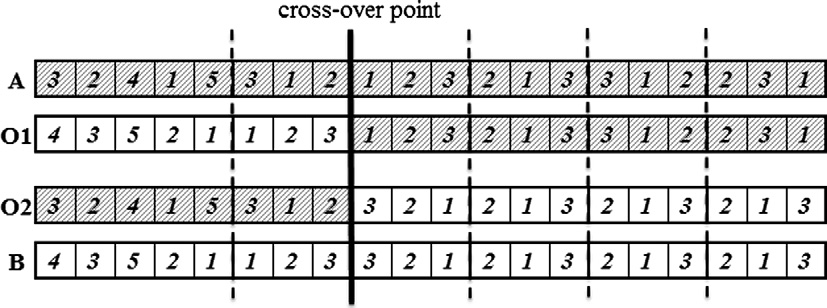 cross-over point
A 3 2 4 1 5 3 1 2 1 2 3 2 1 3 3 1 2 2 3 1
O1 4 3 5 2 1 1 2 3 1 2 3 2 1 3 3 1 2 2 3 1
O2 3 2 4 1 5 3 1 2 3 2 1 2 1 3 2 1 3 2 1 3
B 4 3 5 2 1 1 2 3 3 2 1 2 1 3 2 1 3 2 1 3